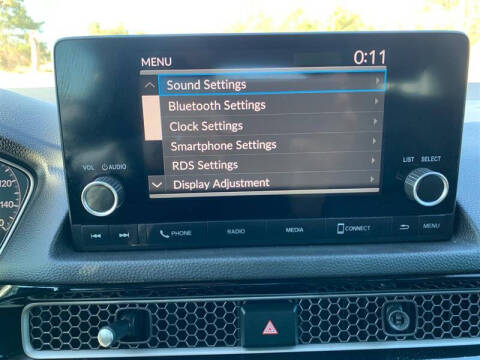 MENU 0:11
Sound Settings
Bluetooth Settings
Clock Settings
Smartphone Settings
RDS Settings
Display Adjustment
VOL AUDIO
LIST SELECT
PHONE RADIO MEDIA CONNECT MENU
120
140